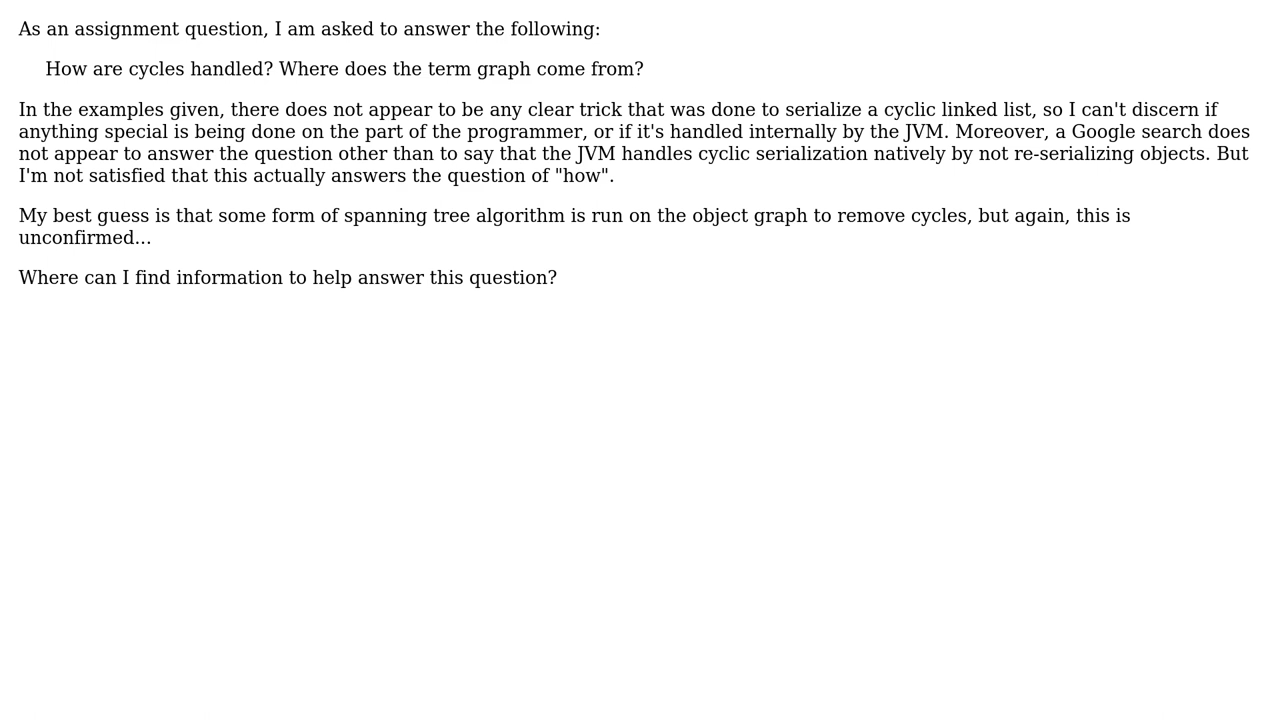 As an assignment question, I am asked to answer the following:
How are cycles handled? Where does the term graph come from?
In the examples given, there does not appear to be any clear trick that was done to serialize a cyclic linked list, so I can't discern if
anything special is being done on the part of the programmer, or if it's handled internally by the JVM. Moreover, a Google search does
not appear to answer the question other than to say that the JVM handles cyclic serialization natively by not re-serializing objects. But
I'm not satisfied that this actually answers the question of "how".
My best guess is that some form of spanning tree algorithm is run on the object graph to remove cycles, but again, this is
unconfirmed...
Where can I find information to help answer this question?